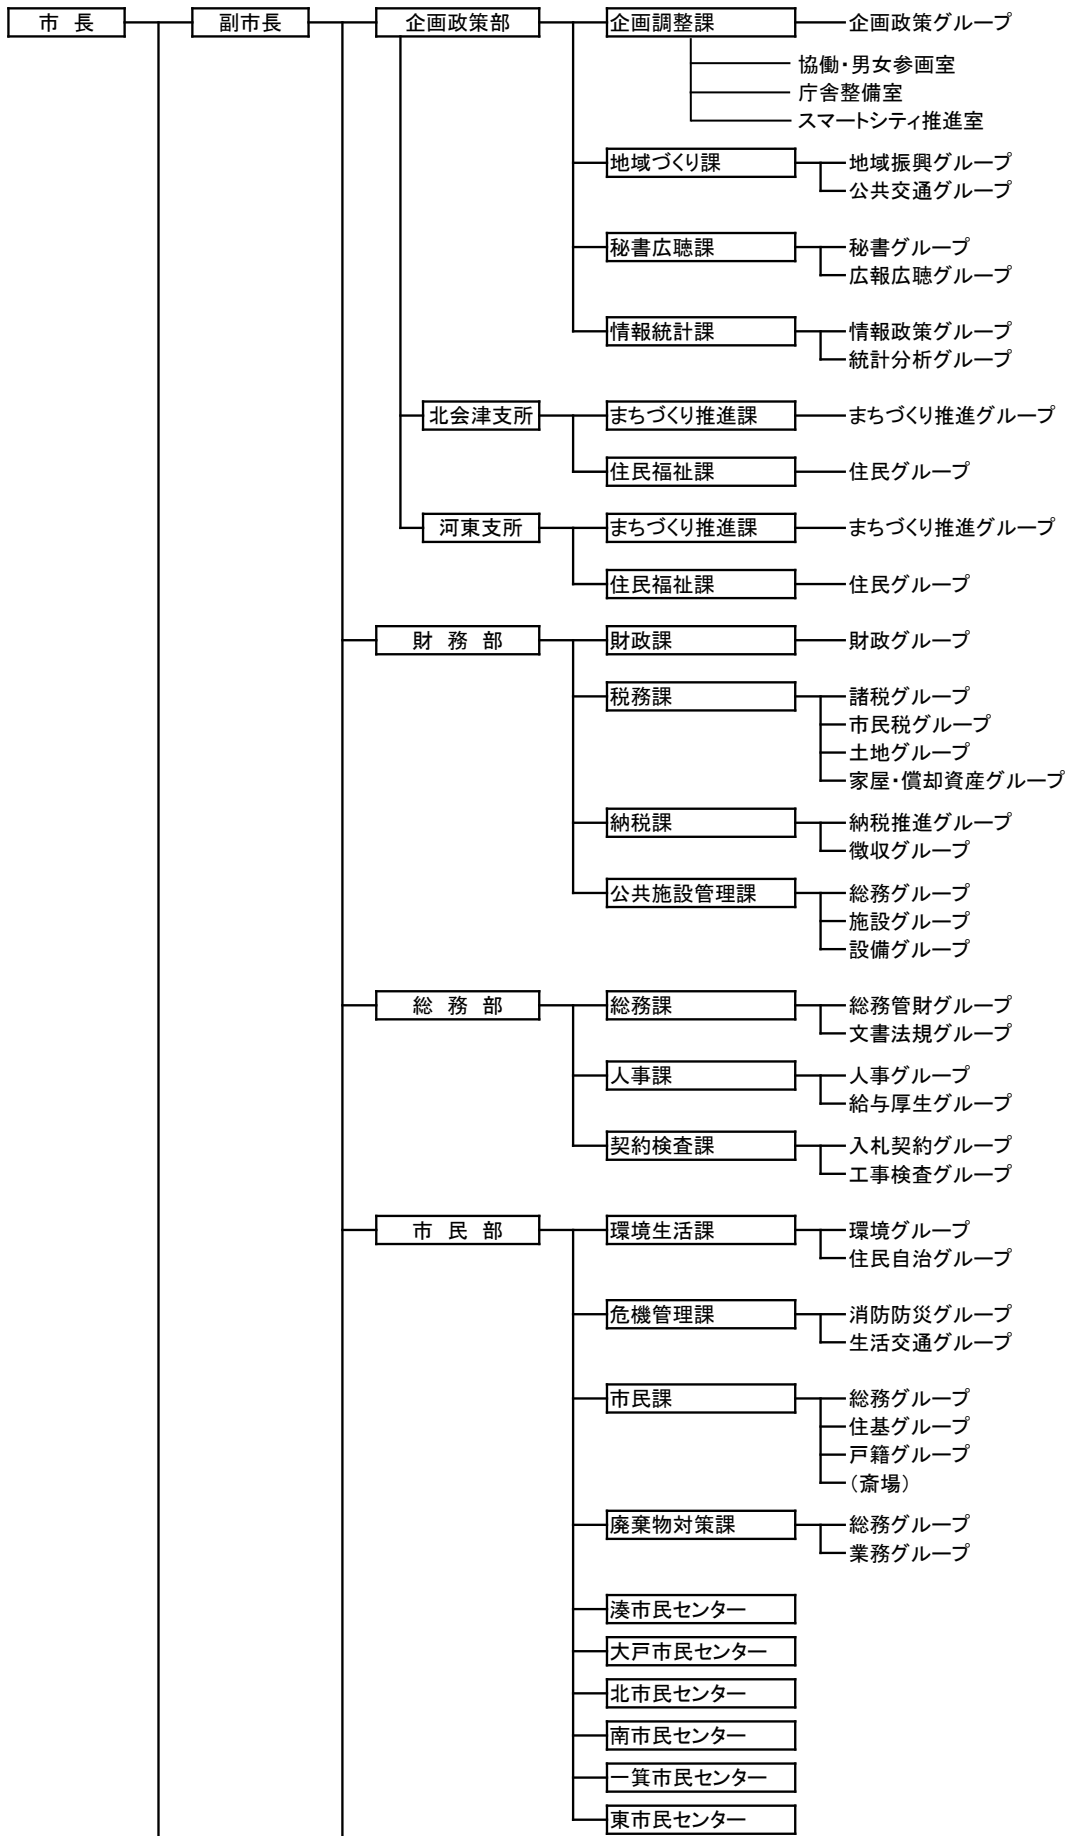 市 長 副市長 企画政策部 企画調整課 企画政策グループ
協働・男女参画室
庁舎整備室
スマートシティ推進室
地域づくり課 地域振興グループ
公共交通グループ
秘書広聴課 秘書グループ
広報広聴グループ
情報統計課 情報政策グループ
統計分析グループ
北会津支所 まちづくり推進課 まちづくり推進グループ
住民福祉課 住民グループ
河東支所 まちづくり推進課 まちづくり推進グループ
住民福祉課 住民グループ
財 務 部 財政課 財政グループ
税務課 諸税グループ
市民税グループ
土地グループ
家屋・償却資産グループ
納税課 納税推進グループ
徴収グループ
公共施設管理課 総務グループ
施設グループ
設備グループ
総 務 部 総務課 総務管財グループ
文書法規グループ
人事課 人事グループ
給与厚生グループ
契約検査課 入札契約グループ
工事検査グループ
市 民 部 環境生活課 環境グループ
住民自治グループ
危機管理課 消防防災グループ
生活交通グループ
市民課 総務グループ
住基グループ
戸籍グループ
(斎場)
廃棄物対策課 総務グループ
業務グループ
湊市民センター
大戸市民センター
北市民センター
南市民センター
一箕市民センター
東市民センター